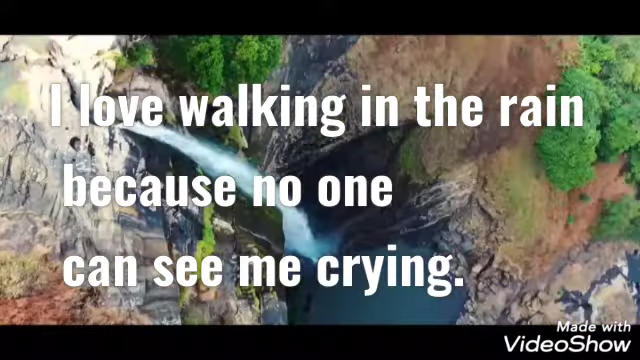 I love walking in the rain
because no one
can see me crying.
Made with
VideoShow